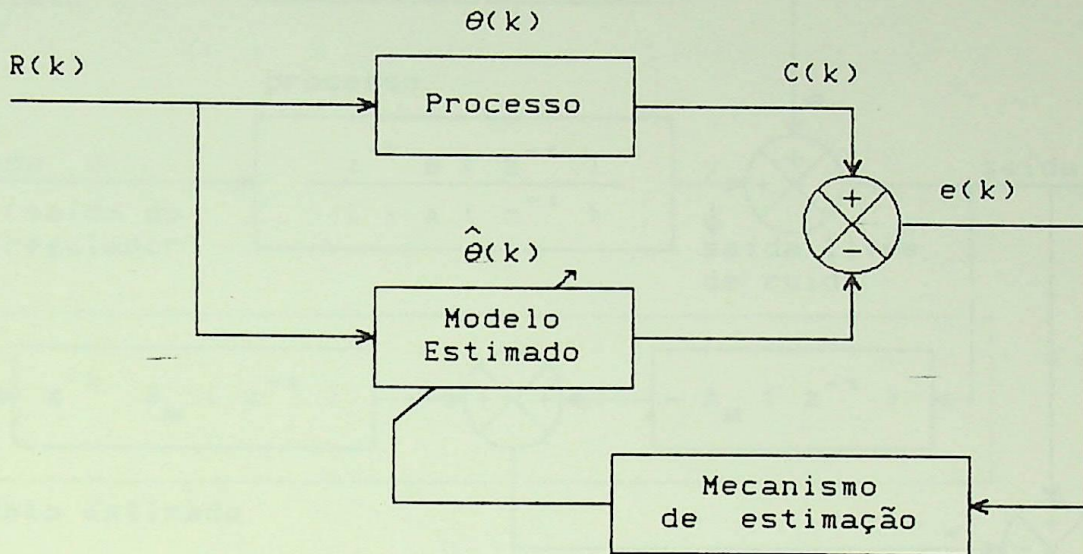 θ(k)
R(k)
C(k)
Processo
+
e(k)
−
θ̂(k)
Modelo
Estimado
Mecanismo
de estimação